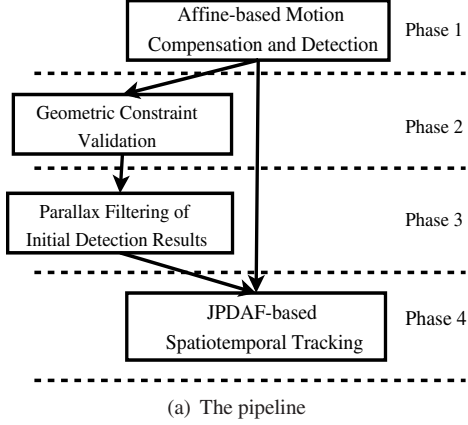 Affine-based Motion
Compensation and Detection
Phase 1
Geometric Constraint
Validation
Phase 2
Parallax Filtering of
Initial Detection Results
Phase 3
JPDAF-based
Spatiotemporal Tracking
Phase 4
(a) The pipeline